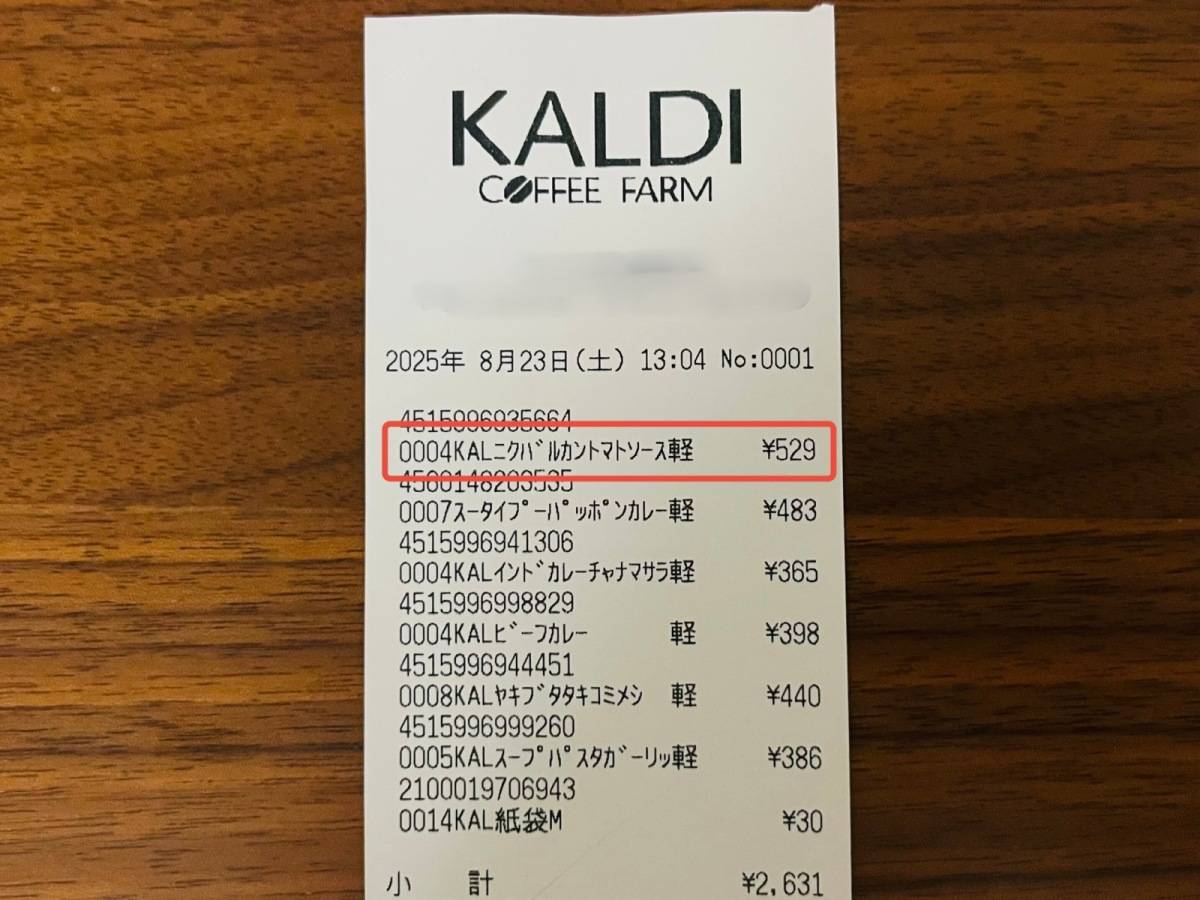 KALDI
COFFEE FARM
2025年 8月23日(土) 13:04 No:0001
4515996935664
0004KALﾆｸﾊﾞﾙｶﾝﾄﾏﾄｿｰｽ軽 ¥529
4560148203535
0007ｽｰﾀｲﾌﾟｰﾊﾟｯﾎﾟﾝｶﾚｰ軽 ¥483
4515996941306
0004KALｲﾝﾄﾞｶﾚｰﾁｬﾅﾏｻﾗ軽 ¥365
4515996998829
0004KALﾋﾞｰﾌｶﾚｰ 軽 ¥398
4515996944451
0008KALﾔｷﾌﾞﾀﾀｷｺﾐﾒｼ 軽 ¥440
4515996999260
0005KALｽｰﾌﾟﾊﾟｽﾀｶﾞｰﾘｯ軽 ¥386
2100019706943
0014KAL紙袋M ¥30
小 計 ¥2,631